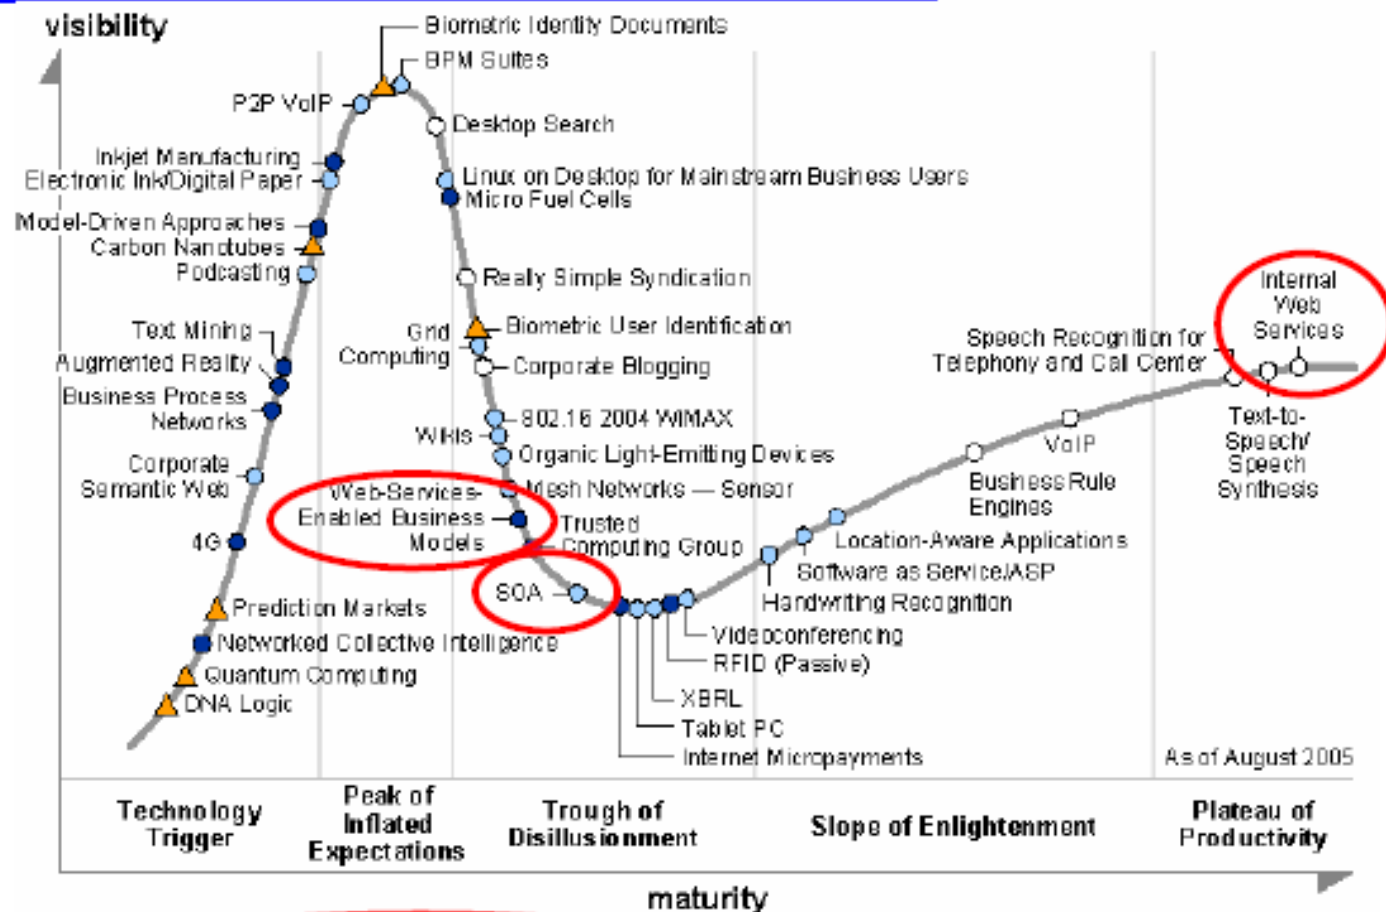 visibility
Biometric Identity Documents
BPM Suites
P2P VoIP
Desktop Search
Inkjet Manufacturing
Electronic Ink/Digital Paper
Linux on Desktop for Mainstream Business Users
Micro Fuel Cells
Model-Driven Approaches
Carbon Nanotubes
Podcasting
Really Simple Syndication
Internal
Web
Services
Text Mining
Grid
Computing
Biometric User Identification
Speech Recognition for
Telephony and Call Center
Augmented Reality
Corporate Blogging
Business Process
Networks
802.16 2004 WiMAX
Wikis
Organic Light-Emitting Devices
VoIP
Text-to-
Speech/
Speech
Synthesis
Corporate
Semantic Web
Mesh Networks — Sensor
Business Rule
Engines
Web-Services-
Enabled Business
Models
Trusted
Computing Group
4G
Location-Aware Applications
Software as Service/ASP
SOA
Handwriting Recognition
Prediction Markets
Networked Collective Intelligence
Videoconferencing
RFID (Passive)
Quantum Computing
DNA Logic
XBRL
Tablet PC
Internet Micropayments
As of August 2005
Technology
Trigger
Peak of
Inflated
Expectations
Trough of
Disillusionment
Slope of Enlightenment
Plateau of
Productivity
maturity